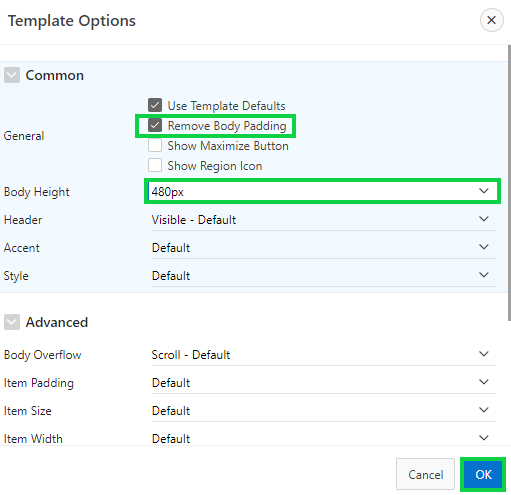 Template Options
Common
General
Use Template Defaults
Remove Body Padding
Show Maximize Button
Show Region Icon
Body Height 480px
Header Visible - Default
Accent Default
Style Default
Advanced
Body Overflow Scroll - Default
Item Padding Default
Item Size Default
Item Width Default
Cancel OK